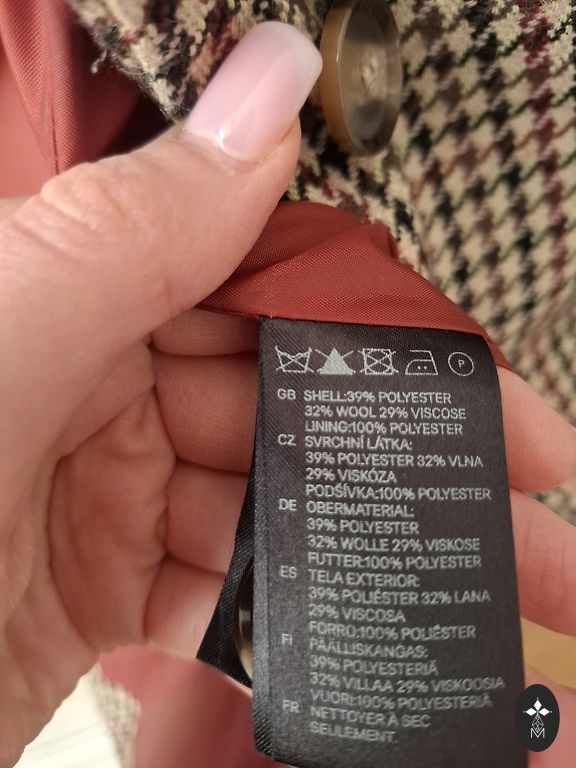 P
GB SHELL:39% POLYESTER
32% WOOL 29% VISCOSE
LINING:100% POLYESTER
CZ SVRCHNÍ LÁTKA:
39% POLYESTER 32% VLNA
29% VISKÓZA
PODŠÍVKA:100% POLYESTER
DE OBERMATERIAL:
39% POLYESTER
32% WOLLE 29% VISKOSE
FUTTER:100% POLYESTER
ES TELA EXTERIOR:
39% POLIÉSTER 32% LANA
29% VISCOSA
FORRO:100% POLIÉSTER
FI PÄÄLLISKANGAS:
39% POLYESTERIÄ
32% VILLAA 29% VISKOOSIA
VUORI:100% POLYESTERIÄ
FR NETTOYER À SEC
SEULEMENT.
M